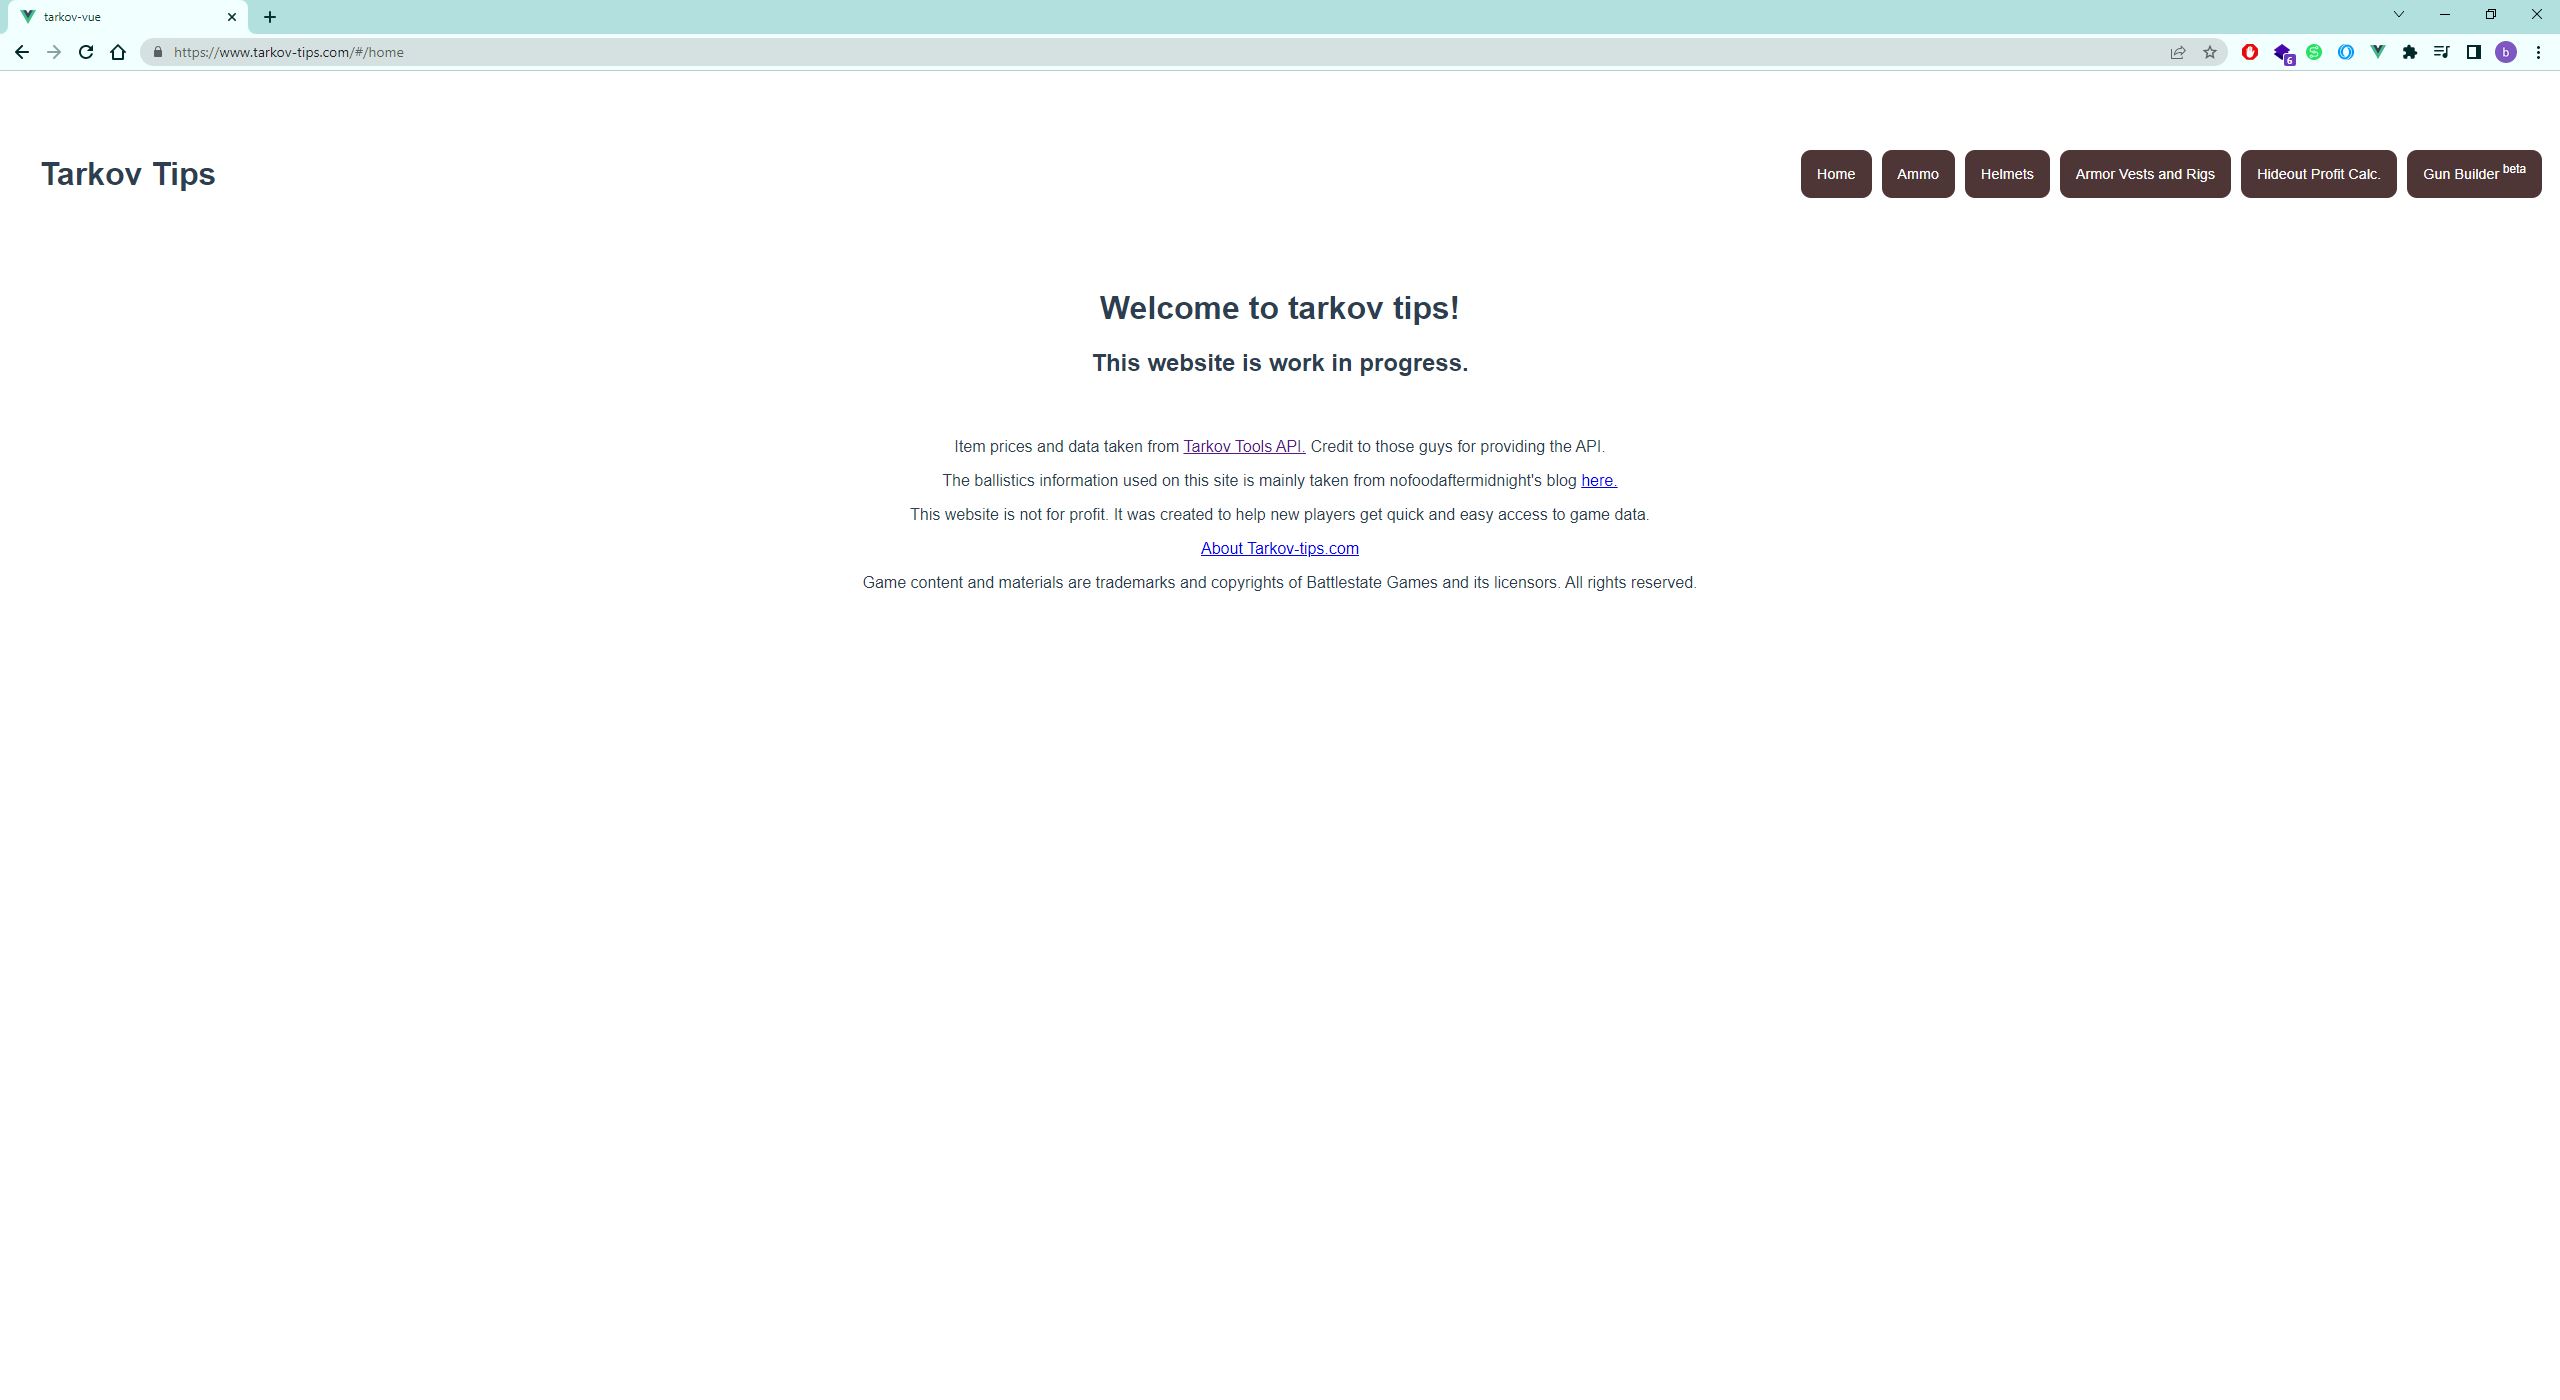 tarkov-vue
https://www.tarkov-tips.com/#/home
6
b
Tarkov Tips
Home
Ammo
Helmets
Armor Vests and Rigs
Hideout Profit Calc.
Gun Builder beta
Welcome to tarkov tips!
This website is work in progress.
Item prices and data taken from Tarkov Tools API. Credit to those guys for providing the API.
The ballistics information used on this site is mainly taken from nofoodaftermidnight's blog here.
This website is not for profit. It was created to help new players get quick and easy access to game data.
About Tarkov-tips.com
Game content and materials are trademarks and copyrights of Battlestate Games and its licensors. All rights reserved.